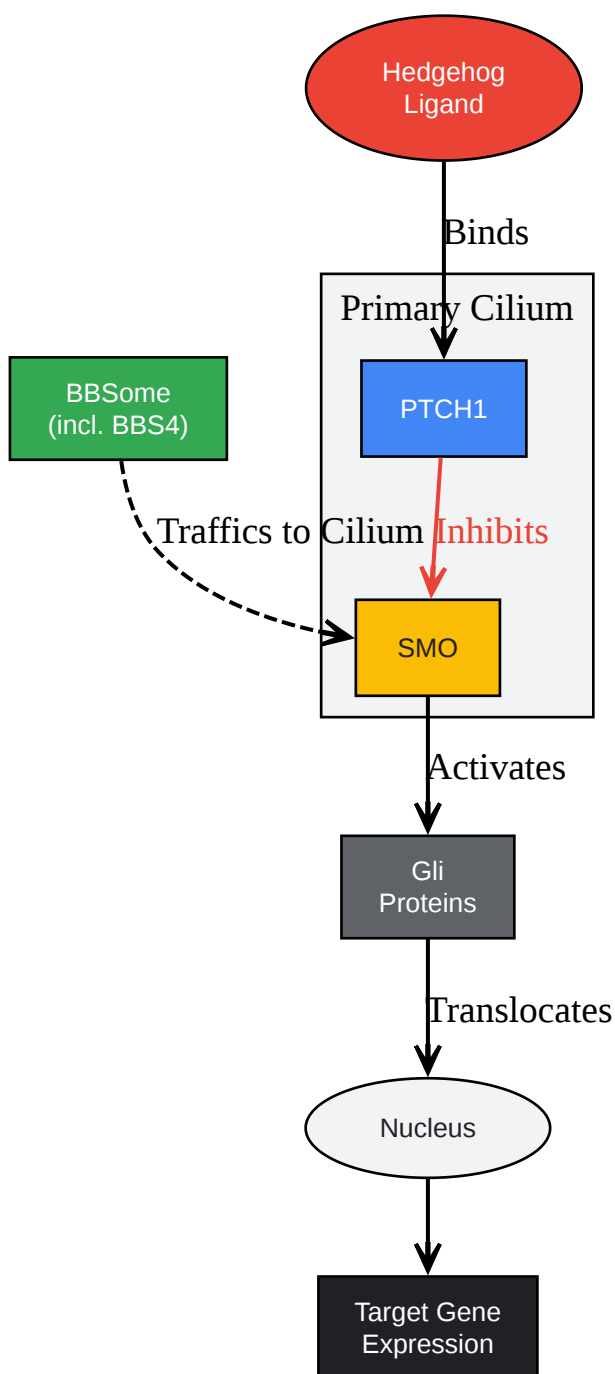 Hedgehog
Ligand
Binds
Primary Cilium
BBSome
(incl. BBS4)
PTCH1
Traffics to Cilium
Inhibits
SMO
Activates
Gli
Proteins
Translocates
Nucleus
Target Gene
Expression